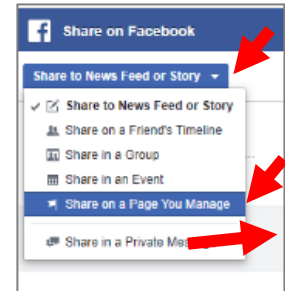 Share on Facebook
Share to News Feed or Story
Share to News Feed or Story
Share on a Friend's Timeline
Share in a Group
Share in an Event
Share on a Page You Manage
Share in a Private